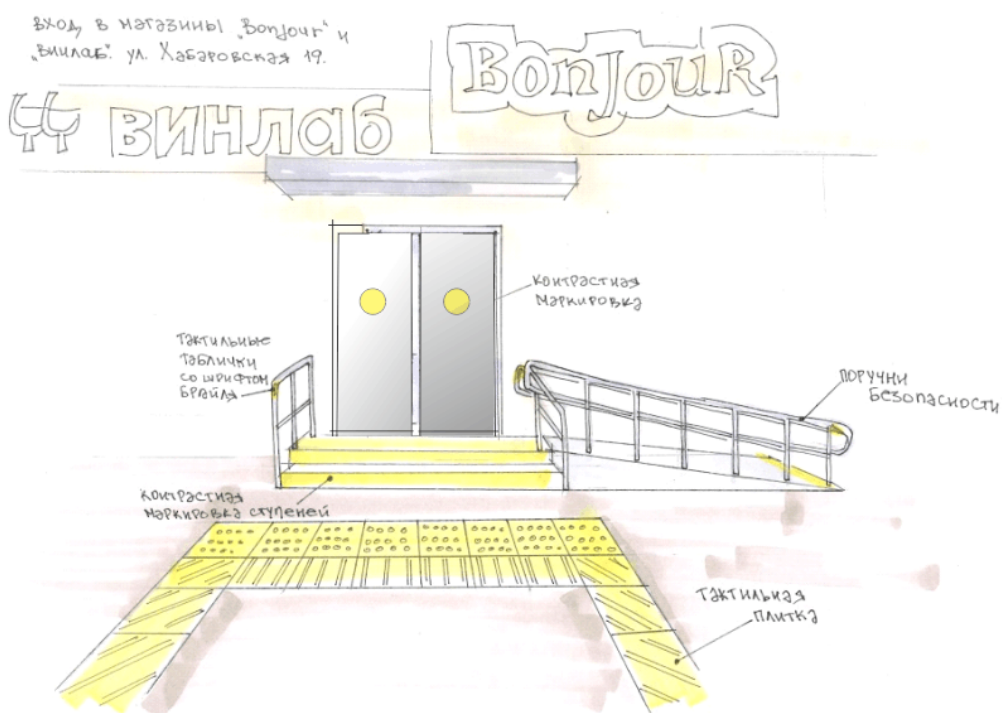 вход в магазины "Bonjour" и
"винлаб". ул. Хабаровская 19.
BonJouR
винлаб
контрастная
маркировка
тактильные
таблички
со шрифтом
брайля
поручни
безопасности
контрастная
маркировка ступеней
тактильная
плитка